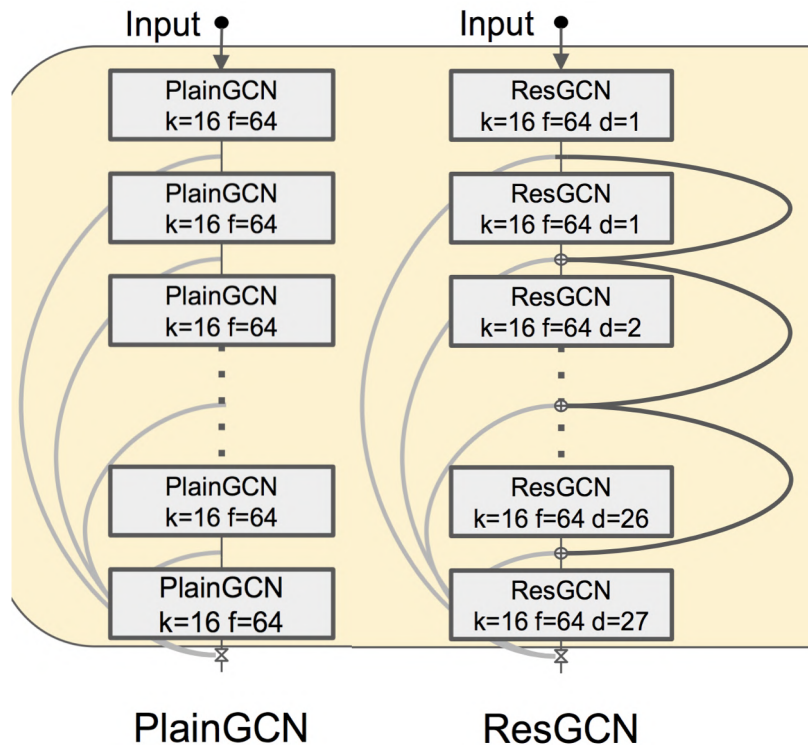 Input
PlainGCN
k=16 f=64
PlainGCN
k=16 f=64
PlainGCN
k=16 f=64
PlainGCN
k=16 f=64
PlainGCN
k=16 f=64
PlainGCN
Input
ResGCN
k=16 f=64 d=1
ResGCN
k=16 f=64 d=1
ResGCN
k=16 f=64 d=2
ResGCN
k=16 f=64 d=26
ResGCN
k=16 f=64 d=27
ResGCN